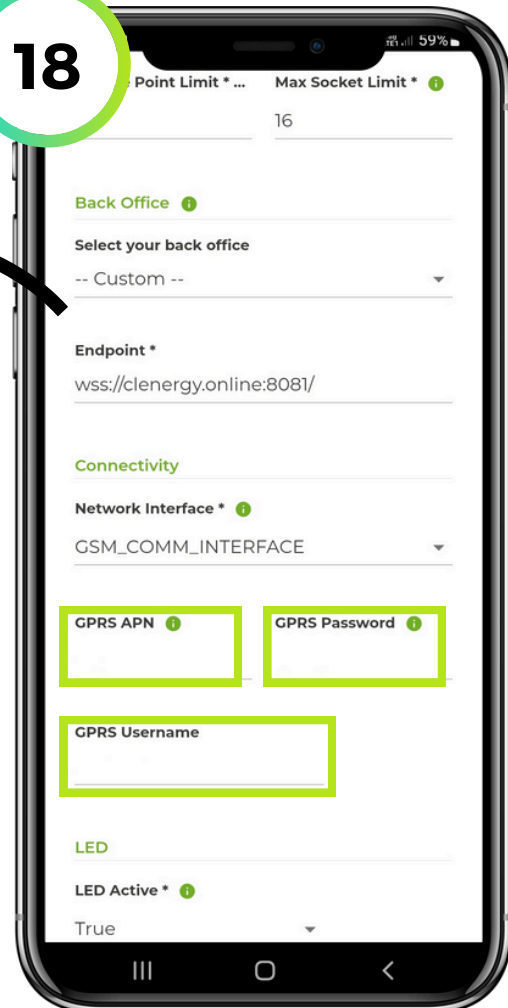 18
59%
Point Limit * ... Max Socket Limit *
16
Back Office
Select your back office
-- Custom --
Endpoint *
wss://clenergy.online:8081/
Connectivity
Network Interface *
GSM_COMM_INTERFACE
GPRS APN GPRS Password
GPRS Username
LED
LED Active *
True